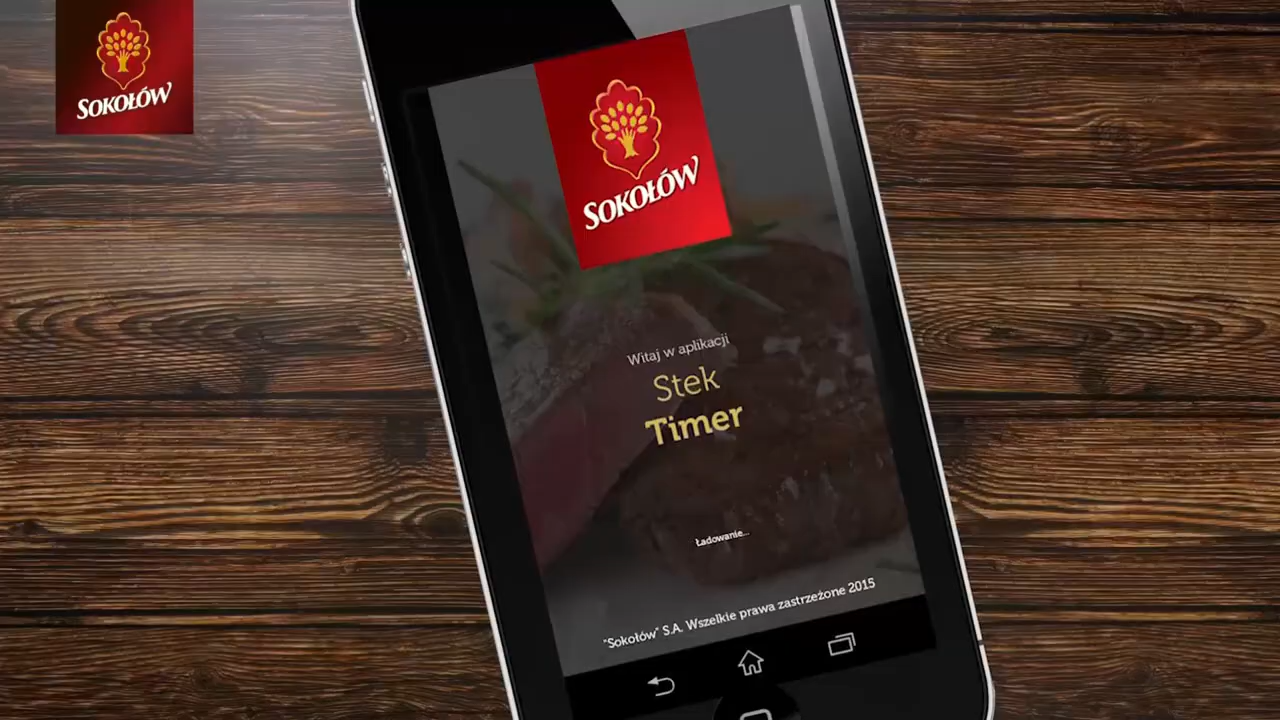 SOKOŁÓW
SOKOŁÓW
Witaj w aplikacji
Stek
Timer
Ładowanie...
"Sokołów" S.A. Wszelkie prawa zastrzeżone 2015